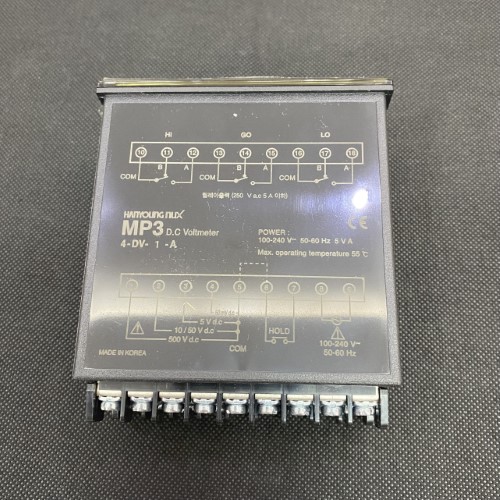 HI GO LO
10 11 12 13 14 15 16 17 18
B A B A B A
COM COM COM
릴레이출력 (250 V a.c 5 A 이하)
HANYOUNG NUX
MP3 D.C Voltmeter
4-DV- 1 -A
CE
POWER :
100-240 V~ 50-60 Hz 8 V A
Max. operating temperature 55 ℃
1 2 3 4 5 6 7 8 9
5 V d.c
10 / 50 V d.c
500 V d.c
COM
HOLD
100-240 V~
50-60 Hz
MADE IN KOREA